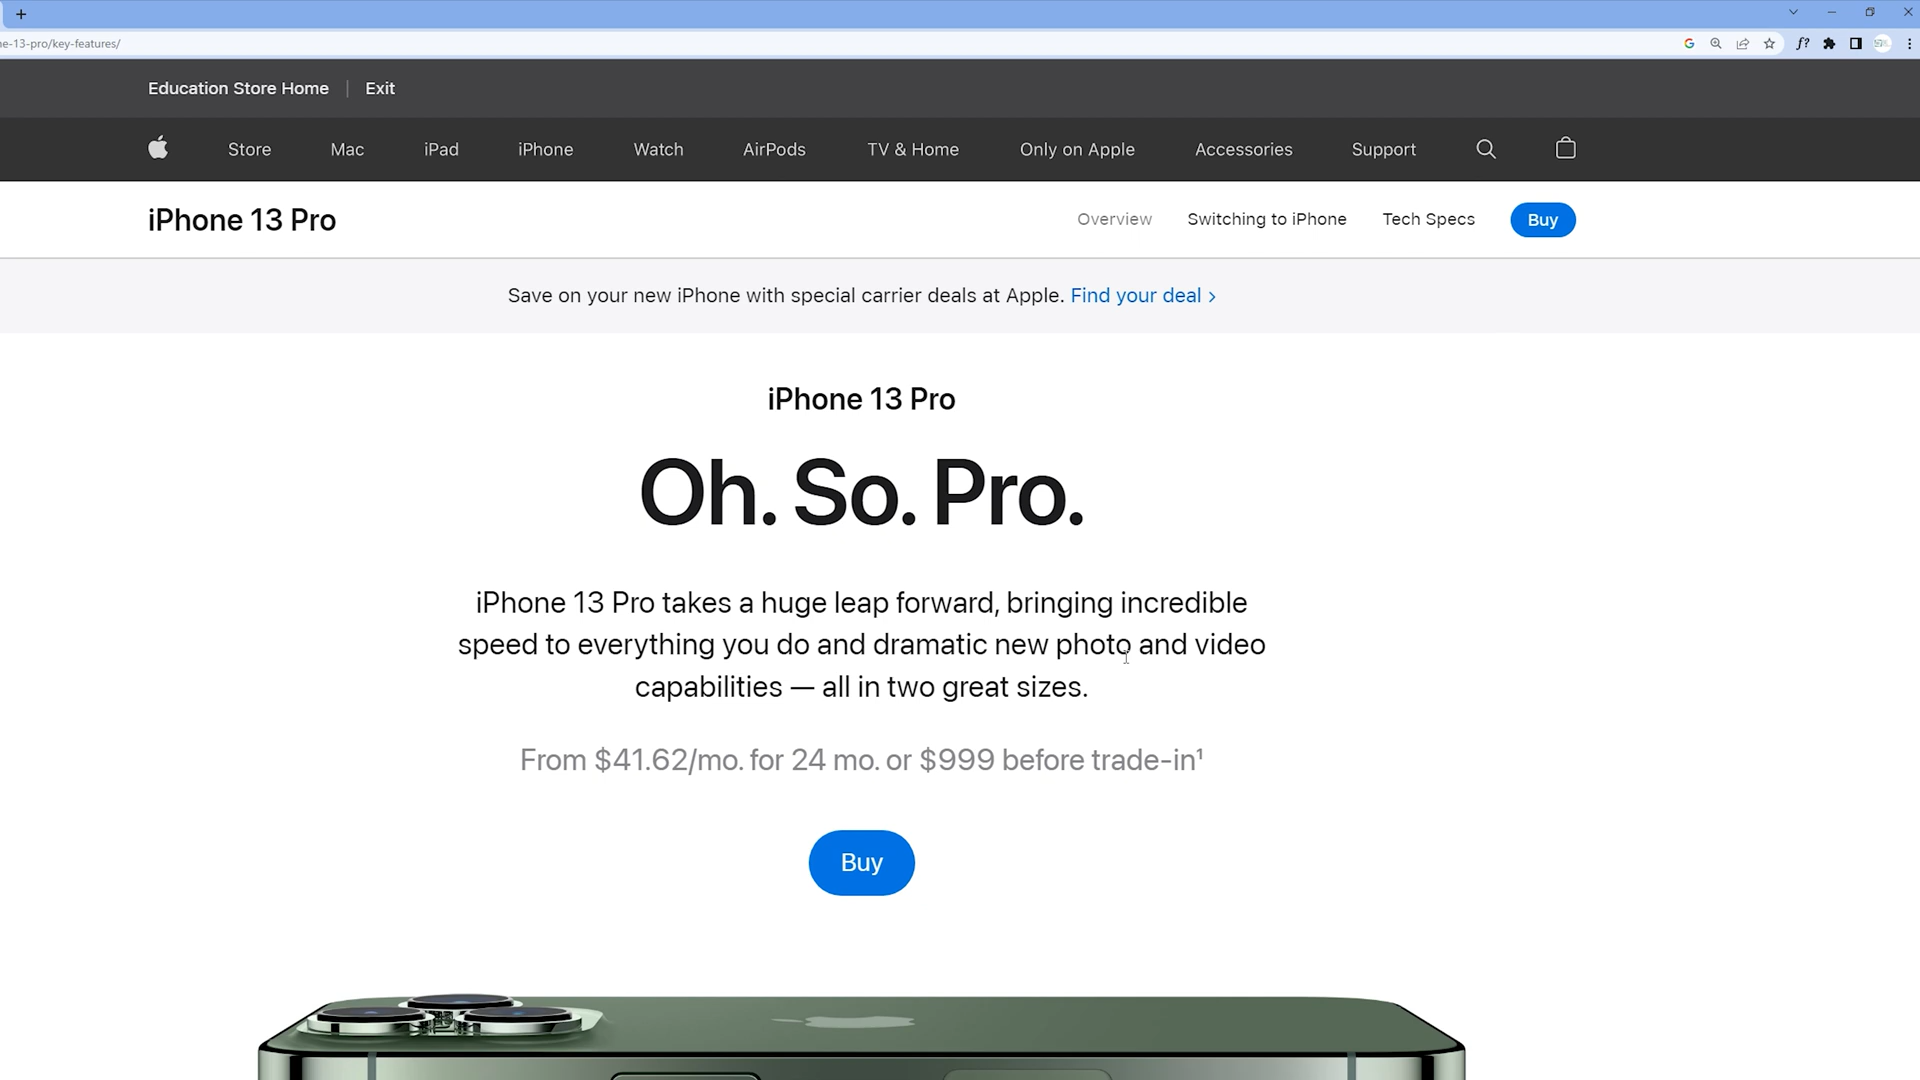 ne-13-pro/key-features/
Education Store Home | Exit
Store Mac iPad iPhone Watch AirPods TV & Home Only on Apple Accessories Support
iPhone 13 Pro Overview Switching to iPhone Tech Specs Buy
Save on your new iPhone with special carrier deals at Apple. Find your deal >
iPhone 13 Pro
Oh. So. Pro.
iPhone 13 Pro takes a huge leap forward, bringing incredible
speed to everything you do and dramatic new photo and video
capabilities — all in two great sizes.
From $41.62/mo. for 24 mo. or $999 before trade-in¹
Buy